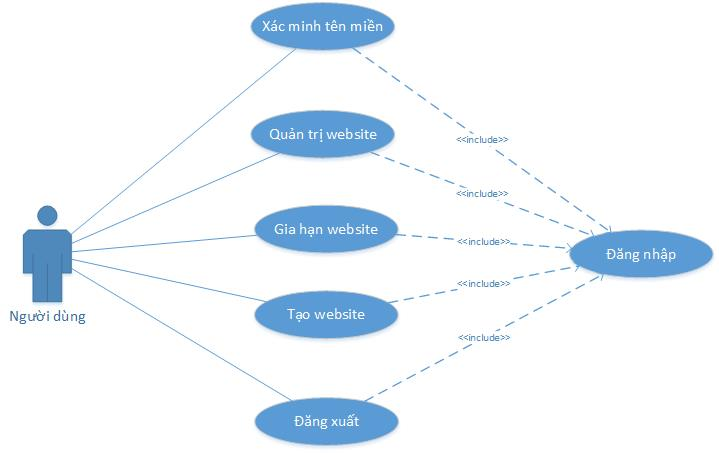 Xác minh tên miền
<<include>>
Quản trị website
<<include>>
Gia hạn website
<<include>>
Đăng nhập
Người dùng
Tạo website
<<include>>
<<include>>
Đăng xuất